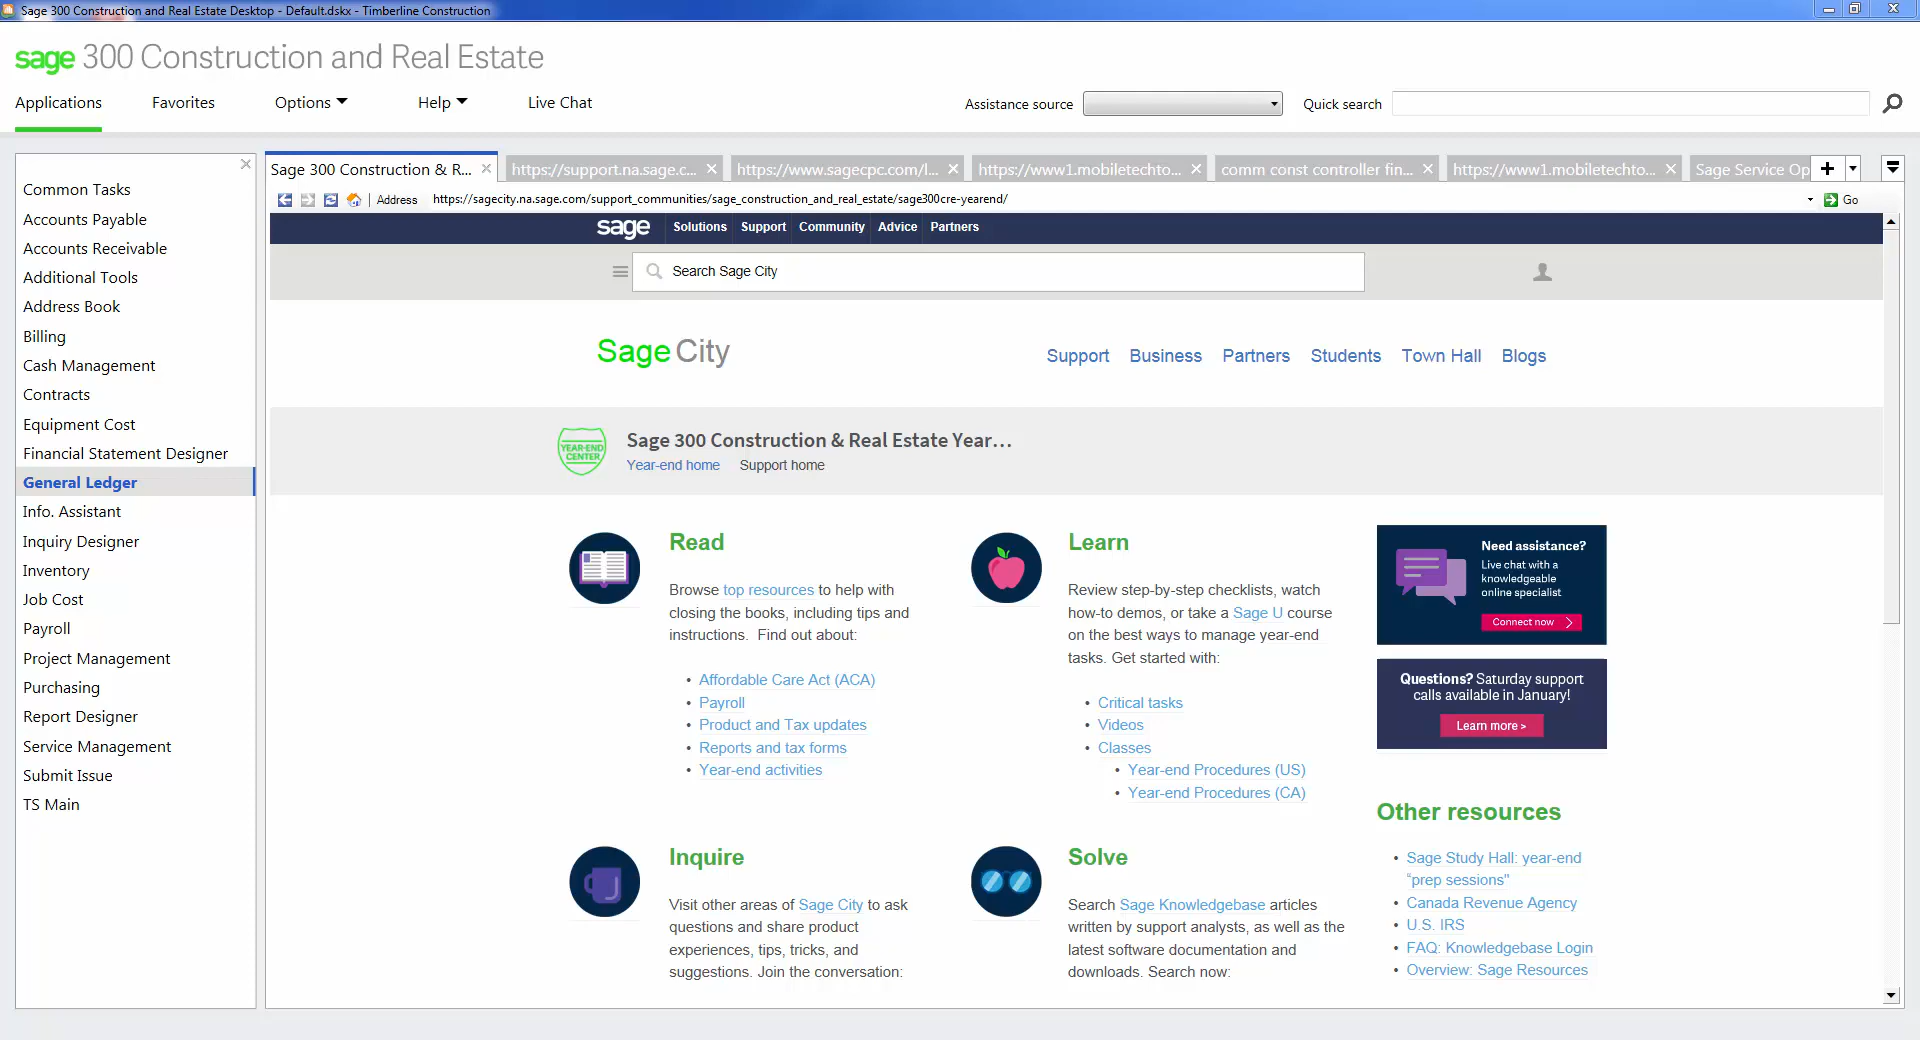 Sage 300 Construction and Real Estate Desktop - Default.dskx - Timberline Construction
sage 300 Construction and Real Estate
Applications
Favorites
Options
Help
Live Chat
Assistance source
Quick search
Common Tasks
Accounts Payable
Accounts Receivable
Additional Tools
Address Book
Billing
Cash Management
Contracts
Equipment Cost
Financial Statement Designer
General Ledger
Info. Assistant
Inquiry Designer
Inventory
Job Cost
Payroll
Project Management
Purchasing
Report Designer
Service Management
Submit Issue
TS Main
Sage 300 Construction & R...
https://support.na.sage.c...
https://www.sagecpc.com/l...
https://www1.mobiletechto...
comm const controller fin...
https://www1.mobiletechto...
Sage Service Op
Address
https://sagecity.na.sage.com/support_communities/sage_construction_and_real_estate/sage300cre-yearend/
Go
sage
Solutions
Support
Community
Advice
Partners
Search Sage City
Sage City
Support
Business
Partners
Students
Town Hall
Blogs
YEAR-END
CENTER
Sage 300 Construction & Real Estate Year...
Year-end home
Support home
Read
Browse top resources to help with
closing the books, including tips and
instructions. Find out about:
• Affordable Care Act (ACA)
• Payroll
• Product and Tax updates
• Reports and tax forms
• Year-end activities
Learn
Review step-by-step checklists, watch
how-to demos, or take a Sage U course
on the best ways to manage year-end
tasks. Get started with:
• Critical tasks
• Videos
• Classes
• Year-end Procedures (US)
• Year-end Procedures (CA)
Need assistance?
Live chat with a
knowledgeable
online specialist
Connect now
Questions? Saturday support
calls available in January!
Learn more >
Inquire
Visit other areas of Sage City to ask
questions and share product
experiences, tips, tricks, and
suggestions. Join the conversation:
Solve
Search Sage Knowledgebase articles
written by support analysts, as well as the
latest software documentation and
downloads. Search now:
Other resources
• Sage Study Hall: year-end
“prep sessions"
• Canada Revenue Agency
• U.S. IRS
• FAQ: Knowledgebase Login
• Overview: Sage Resources